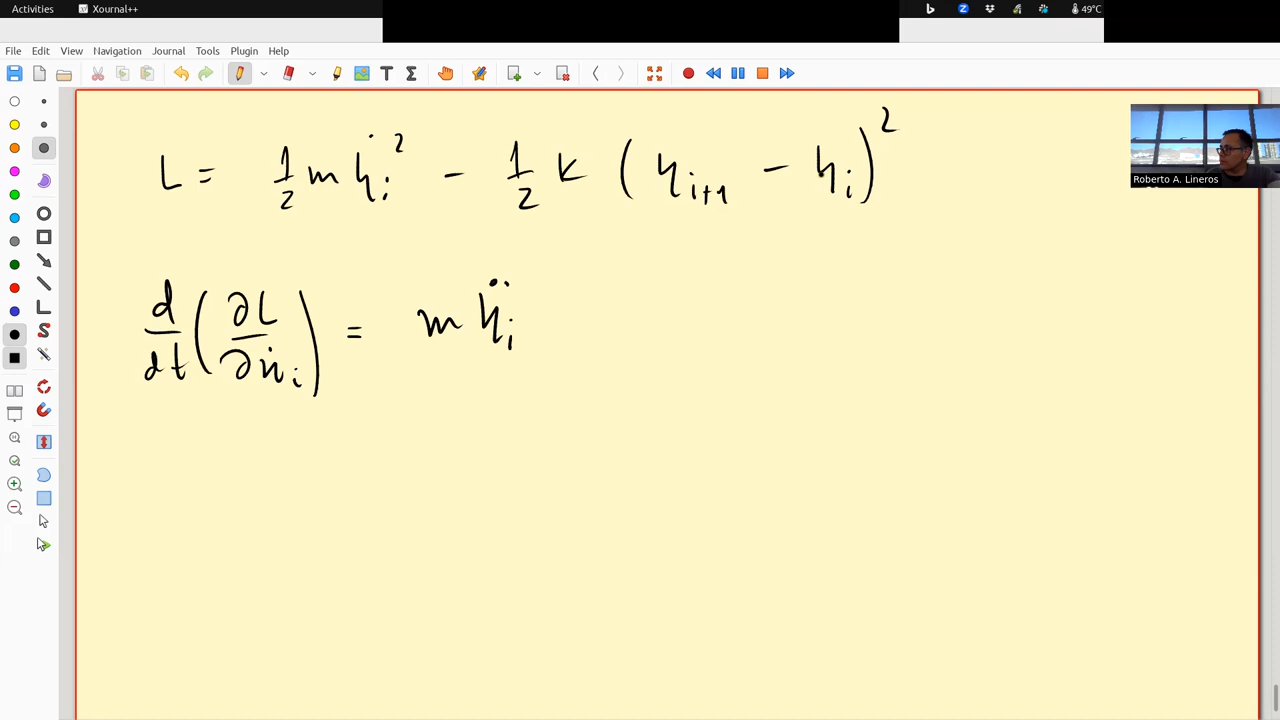 Activities Xournal++ 49°C
File Edit View Navigation Journal Tools Plugin Help
L = 1/2 m η̇ᵢ² - 1/2 k (ηᵢ₊₁ - ηᵢ)²
Roberto A. Lineros
d/dt (∂L/∂η̇ᵢ) = m η̈ᵢ